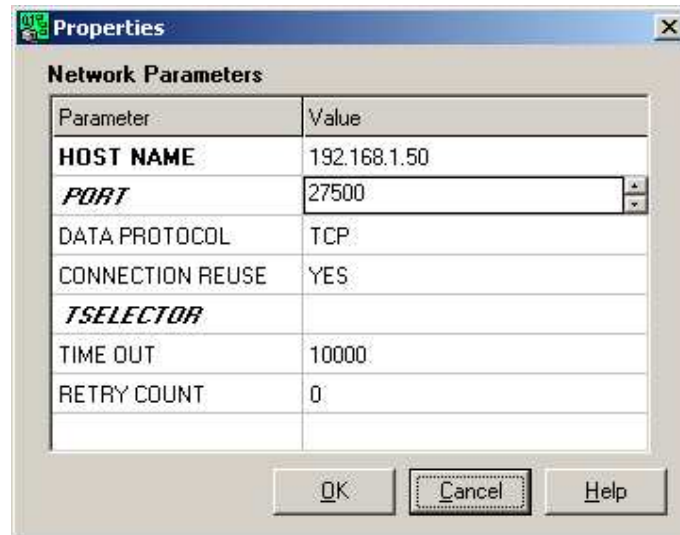 Properties
Network Parameters
Parameter Value
HOST NAME 192.168.1.50
PORT 27500
DATA PROTOCOL TCP
CONNECTION REUSE YES
TSELECTOR
TIME OUT 10000
RETRY COUNT 0
OK Cancel Help